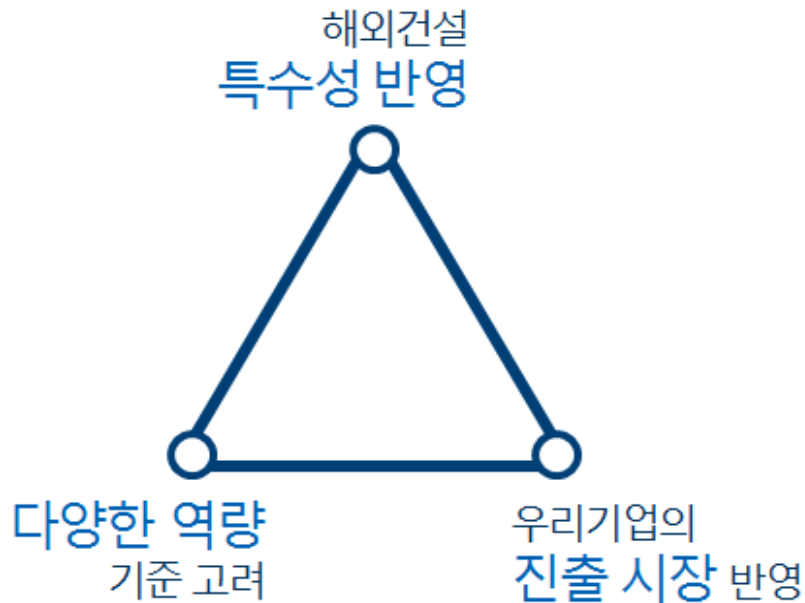 해외건설
특수성 반영
다양한 역량
기준 고려
우리기업의
진출 시장 반영